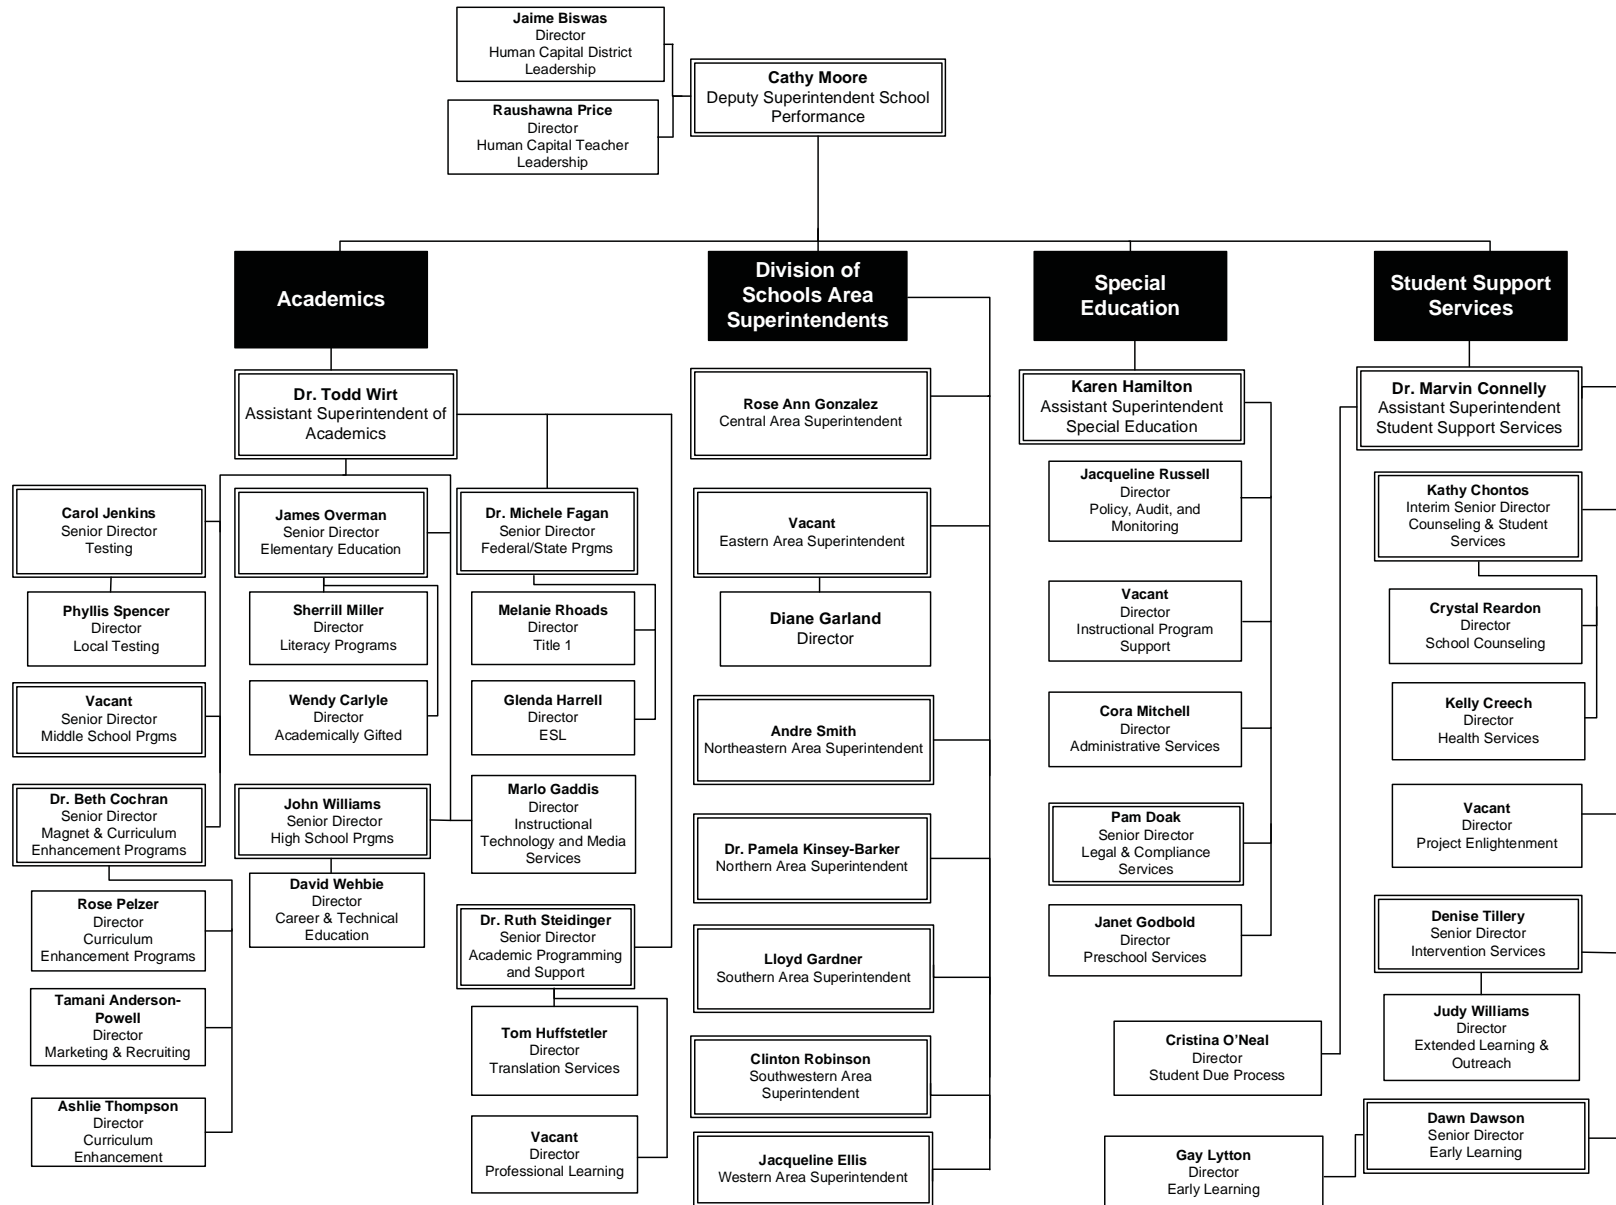 Jaime Biswas
Director
Human Capital District
Leadership
Cathy Moore
Deputy Superintendent School
Performance
Raushawna Price
Director
Human Capital Teacher
Leadership
Academics
Division of
Schools Area
Superintendents
Special
Education
Student Support
Services
Dr. Todd Wirt
Assistant Superintendent of
Academics
Carol Jenkins
Senior Director
Testing
Phyllis Spencer
Director
Local Testing
Vacant
Senior Director
Middle School Prgms
Dr. Beth Cochran
Senior Director
Magnet & Curriculum
Enhancement Programs
Rose Pelzer
Director
Curriculum
Enhancement Programs
Tamani Anderson-
Powell
Director
Marketing & Recruiting
Ashlie Thompson
Director
Curriculum
Enhancement
James Overman
Senior Director
Elementary Education
Sherrill Miller
Director
Literacy Programs
Wendy Carlyle
Director
Academically Gifted
John Williams
Senior Director
High School Prgms
David Wehbie
Director
Career & Technical
Education
Dr. Michele Fagan
Senior Director
Federal/State Prgms
Melanie Rhoads
Director
Title 1
Glenda Harrell
Director
ESL
Marlo Gaddis
Director
Instructional
Technology and Media
Services
Dr. Ruth Steidinger
Senior Director
Academic Programming
and Support
Tom Huffstetler
Director
Translation Services
Vacant
Director
Professional Learning
Rose Ann Gonzalez
Central Area Superintendent
Vacant
Eastern Area Superintendent
Diane Garland
Director
Andre Smith
Northeastern Area Superintendent
Dr. Pamela Kinsey-Barker
Northern Area Superintendent
Lloyd Gardner
Southern Area Superintendent
Clinton Robinson
Southwestern Area
Superintendent
Jacqueline Ellis
Western Area Superintendent
Karen Hamilton
Assistant Superintendent
Special Education
Jacqueline Russell
Director
Policy, Audit, and
Monitoring
Vacant
Director
Instructional Program
Support
Cora Mitchell
Director
Administrative Services
Pam Doak
Senior Director
Legal & Compliance
Services
Janet Godbold
Director
Preschool Services
Dr. Marvin Connelly
Assistant Superintendent
Student Support Services
Kathy Chontos
Interim Senior Director
Counseling & Student
Services
Crystal Reardon
Director
School Counseling
Kelly Creech
Director
Health Services
Vacant
Director
Project Enlightenment
Denise Tillery
Senior Director
Intervention Services
Judy Williams
Director
Extended Learning &
Outreach
Cristina O'Neal
Director
Student Due Process
Dawn Dawson
Senior Director
Early Learning
Gay Lytton
Director
Early Learning